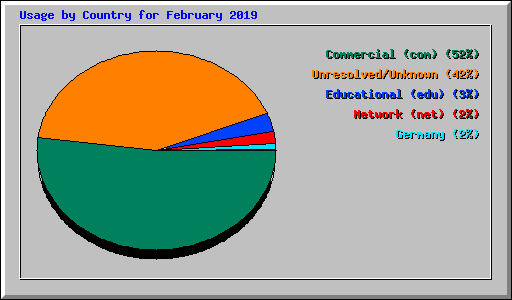 Usage by Country for February 2019
Commercial (com) (52%)
Unresolved/Unknown (42%)
Educational (edu) (3%)
Network (net) (2%)
Germany (2%)